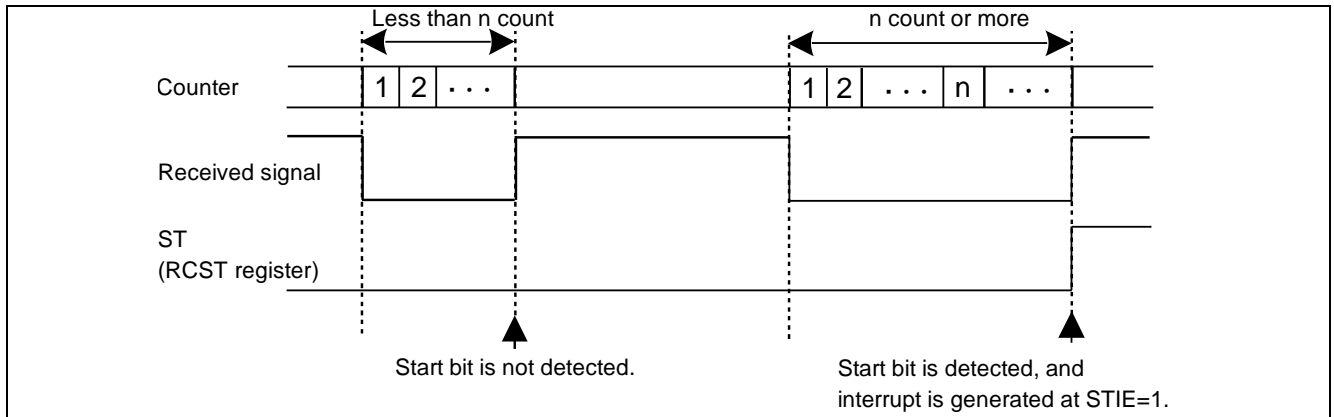 Less than n count
n count or more
Counter
1 2 ･･･
1 2 ･･･ n ･･･
Received signal
ST
(RCST register)
Start bit is not detected.
Start bit is detected, and
interrupt is generated at STIE=1.